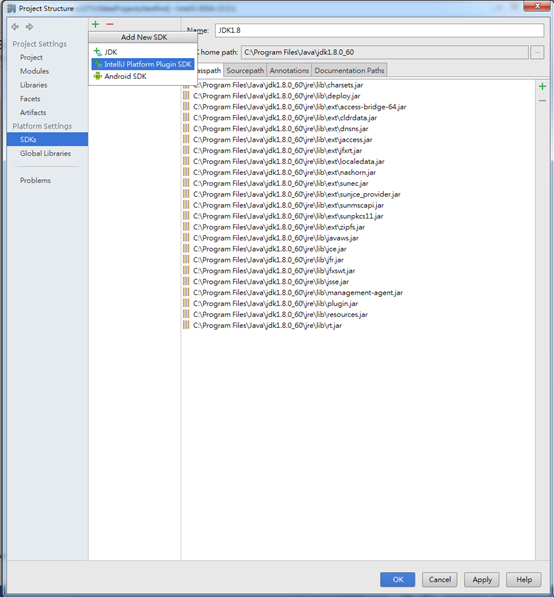 Project Structure
Add New SDK
JDK
IntelliJ Platform Plugin SDK
Android SDK
Project Settings
Project
Modules
Libraries
Facets
Artifacts
Platform Settings
SDKs
Global Libraries
Problems
Name: JDK1.8
home path: C:\Program Files\Java\jdk1.8.0_60
Sourcepath Annotations Documentation Paths
C:\Program Files\Java\jdk1.8.0_60\jre\lib\charsets.jar
C:\Program Files\Java\jdk1.8.0_60\jre\lib\deploy.jar
C:\Program Files\Java\jdk1.8.0_60\jre\lib\ext\access-bridge-64.jar
C:\Program Files\Java\jdk1.8.0_60\jre\lib\ext\cldrdata.jar
C:\Program Files\Java\jdk1.8.0_60\jre\lib\ext\dnsns.jar
C:\Program Files\Java\jdk1.8.0_60\jre\lib\ext\jaccess.jar
C:\Program Files\Java\jdk1.8.0_60\jre\lib\ext\jfxrt.jar
C:\Program Files\Java\jdk1.8.0_60\jre\lib\ext\localedata.jar
C:\Program Files\Java\jdk1.8.0_60\jre\lib\ext\nashorn.jar
C:\Program Files\Java\jdk1.8.0_60\jre\lib\ext\sunec.jar
C:\Program Files\Java\jdk1.8.0_60\jre\lib\ext\sunjce_provider.jar
C:\Program Files\Java\jdk1.8.0_60\jre\lib\ext\sunmscapi.jar
C:\Program Files\Java\jdk1.8.0_60\jre\lib\ext\sunpkcs11.jar
C:\Program Files\Java\jdk1.8.0_60\jre\lib\ext\zipfs.jar
C:\Program Files\Java\jdk1.8.0_60\jre\lib\javaws.jar
C:\Program Files\Java\jdk1.8.0_60\jre\lib\jce.jar
C:\Program Files\Java\jdk1.8.0_60\jre\lib\jfr.jar
C:\Program Files\Java\jdk1.8.0_60\jre\lib\jfxswt.jar
C:\Program Files\Java\jdk1.8.0_60\jre\lib\jsse.jar
C:\Program Files\Java\jdk1.8.0_60\jre\lib\management-agent.jar
C:\Program Files\Java\jdk1.8.0_60\jre\lib\plugin.jar
C:\Program Files\Java\jdk1.8.0_60\jre\lib\resources.jar
C:\Program Files\Java\jdk1.8.0_60\jre\lib\rt.jar
OK Cancel Apply Help